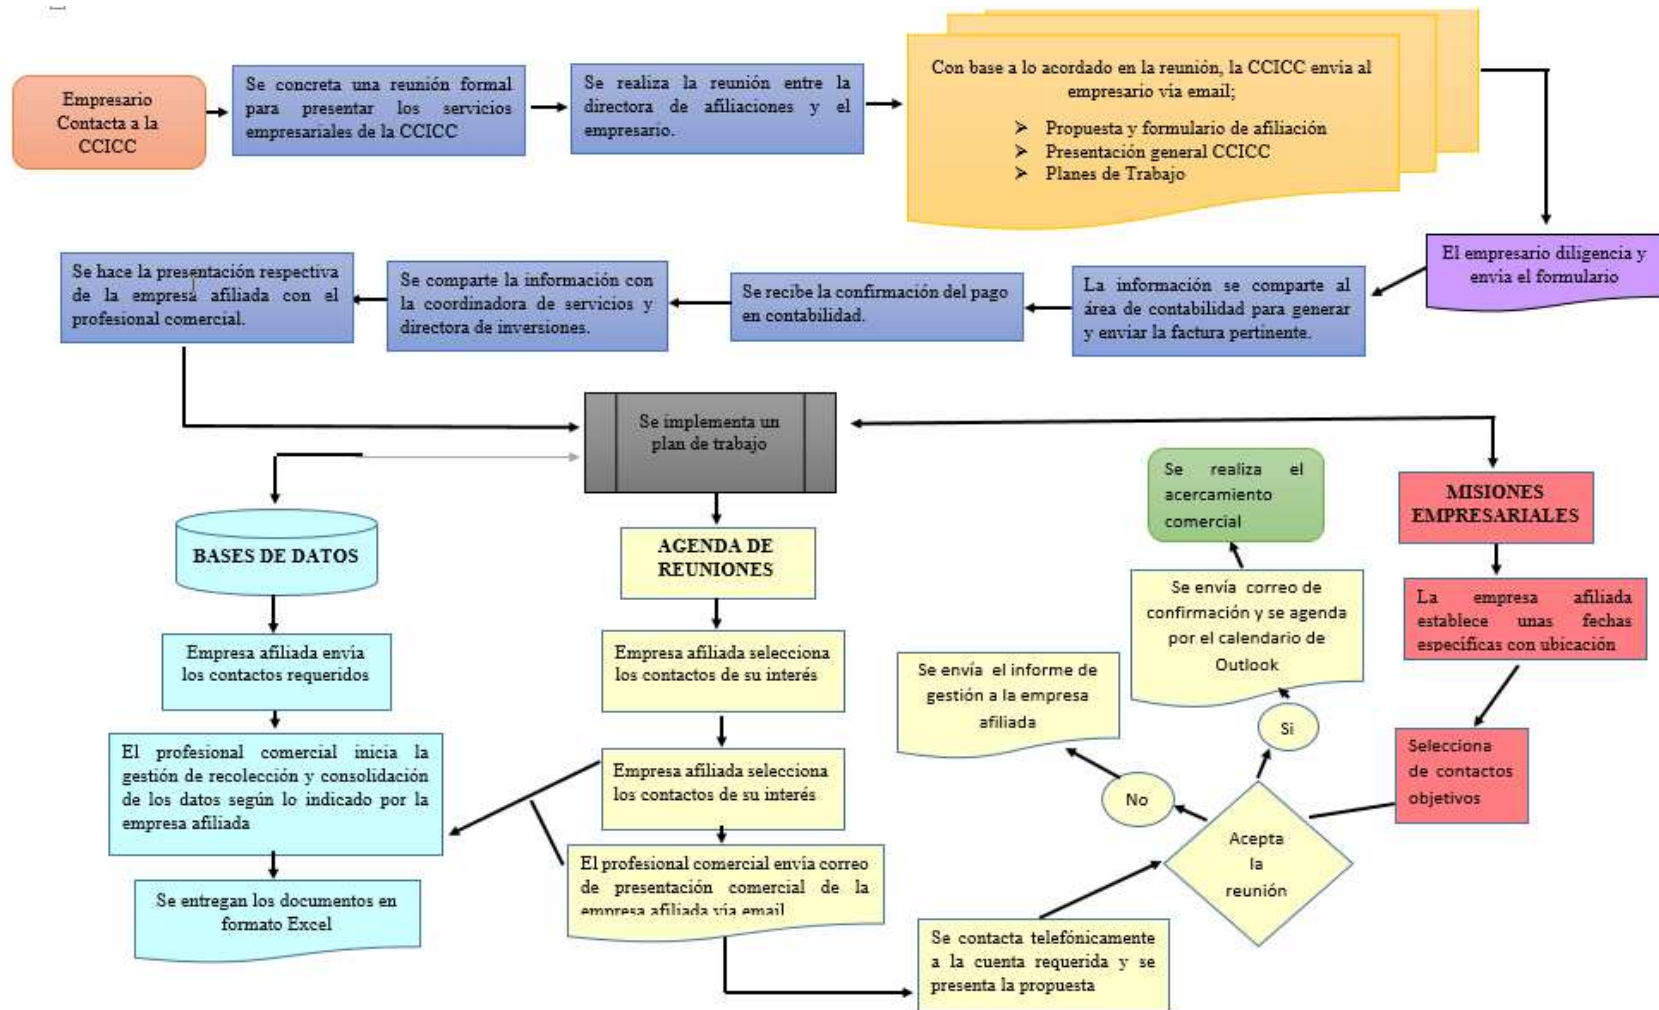 Empresario
Contacta a la
CCICC
Se concreta una reunión formal
para presentar los servicios
empresariales de la CCICC
Se realiza la reunión entre la
directora de afiliaciones y el
empresario.
Con base a lo acordado en la reunión, la CCICC envia al
empresario via email;
➢ Propuesta y formulario de afiliación
➢ Presentación general CCICC
➢ Planes de Trabajo
El empresario diligencia y
envia el formulario
La información se comparte al
área de contabilidad para generar
y enviar la factura pertinente.
Se recibe la confirmación del pago
en contabilidad.
Se comparte la información con
la coordinadora de servicios y
directora de inversiones.
Se hace la presentación respectiva
de la empresa afiliada con el
profesional comercial.
Se implementa un
plan de trabajo
BASES DE DATOS
Empresa afiliada envía
los contactos requeridos
El profesional comercial inicia la
gestión de recolección y consolidación
de los datos según lo indicado por la
empresa afiliada
Se entregan los documentos en
formato Excel
AGENDA DE
REUNIONES
Empresa afiliada selecciona
los contactos de su interés
Empresa afiliada selecciona
los contactos de su interés
El profesional comercial envía correo
de presentación comercial de la
empresa afiliada vía email
Se contacta telefónicamente
a la cuenta requerida y se
presenta la propuesta
Acepta
la
reunión
No
Si
Se envía el informe de
gestión a la empresa
afiliada
Se envía correo de
confirmación y se agenda
por el calendario de
Outlook
Se realiza el
acercamiento
comercial
MISIONES
EMPRESARIALES
La empresa afiliada
establece unas fechas
específicas con ubicación
Selecciona
de contactos
objetivos